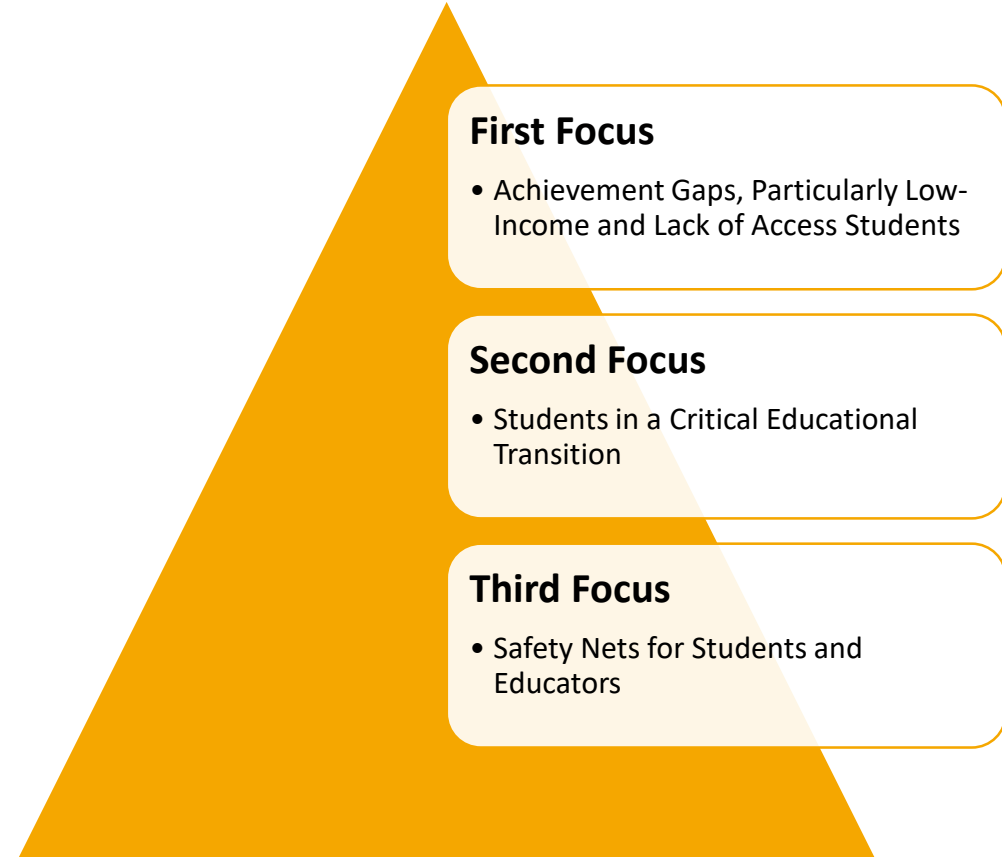 First Focus
• Achievement Gaps, Particularly Low-
Income and Lack of Access Students
Second Focus
• Students in a Critical Educational
Transition
Third Focus
• Safety Nets for Students and
Educators